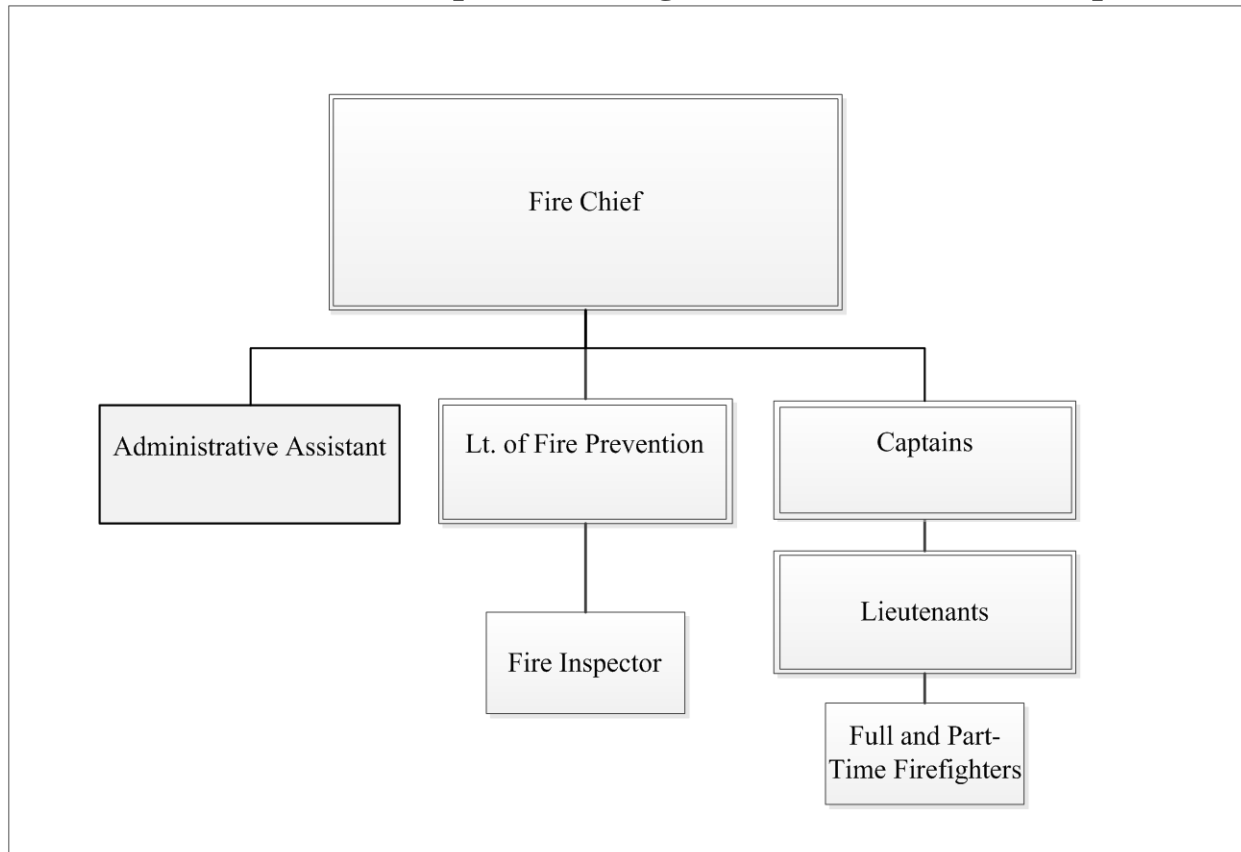 Fire Chief
Administrative Assistant
Lt. of Fire Prevention
Captains
Lieutenants
Fire Inspector
Full and Part-
Time Firefighters